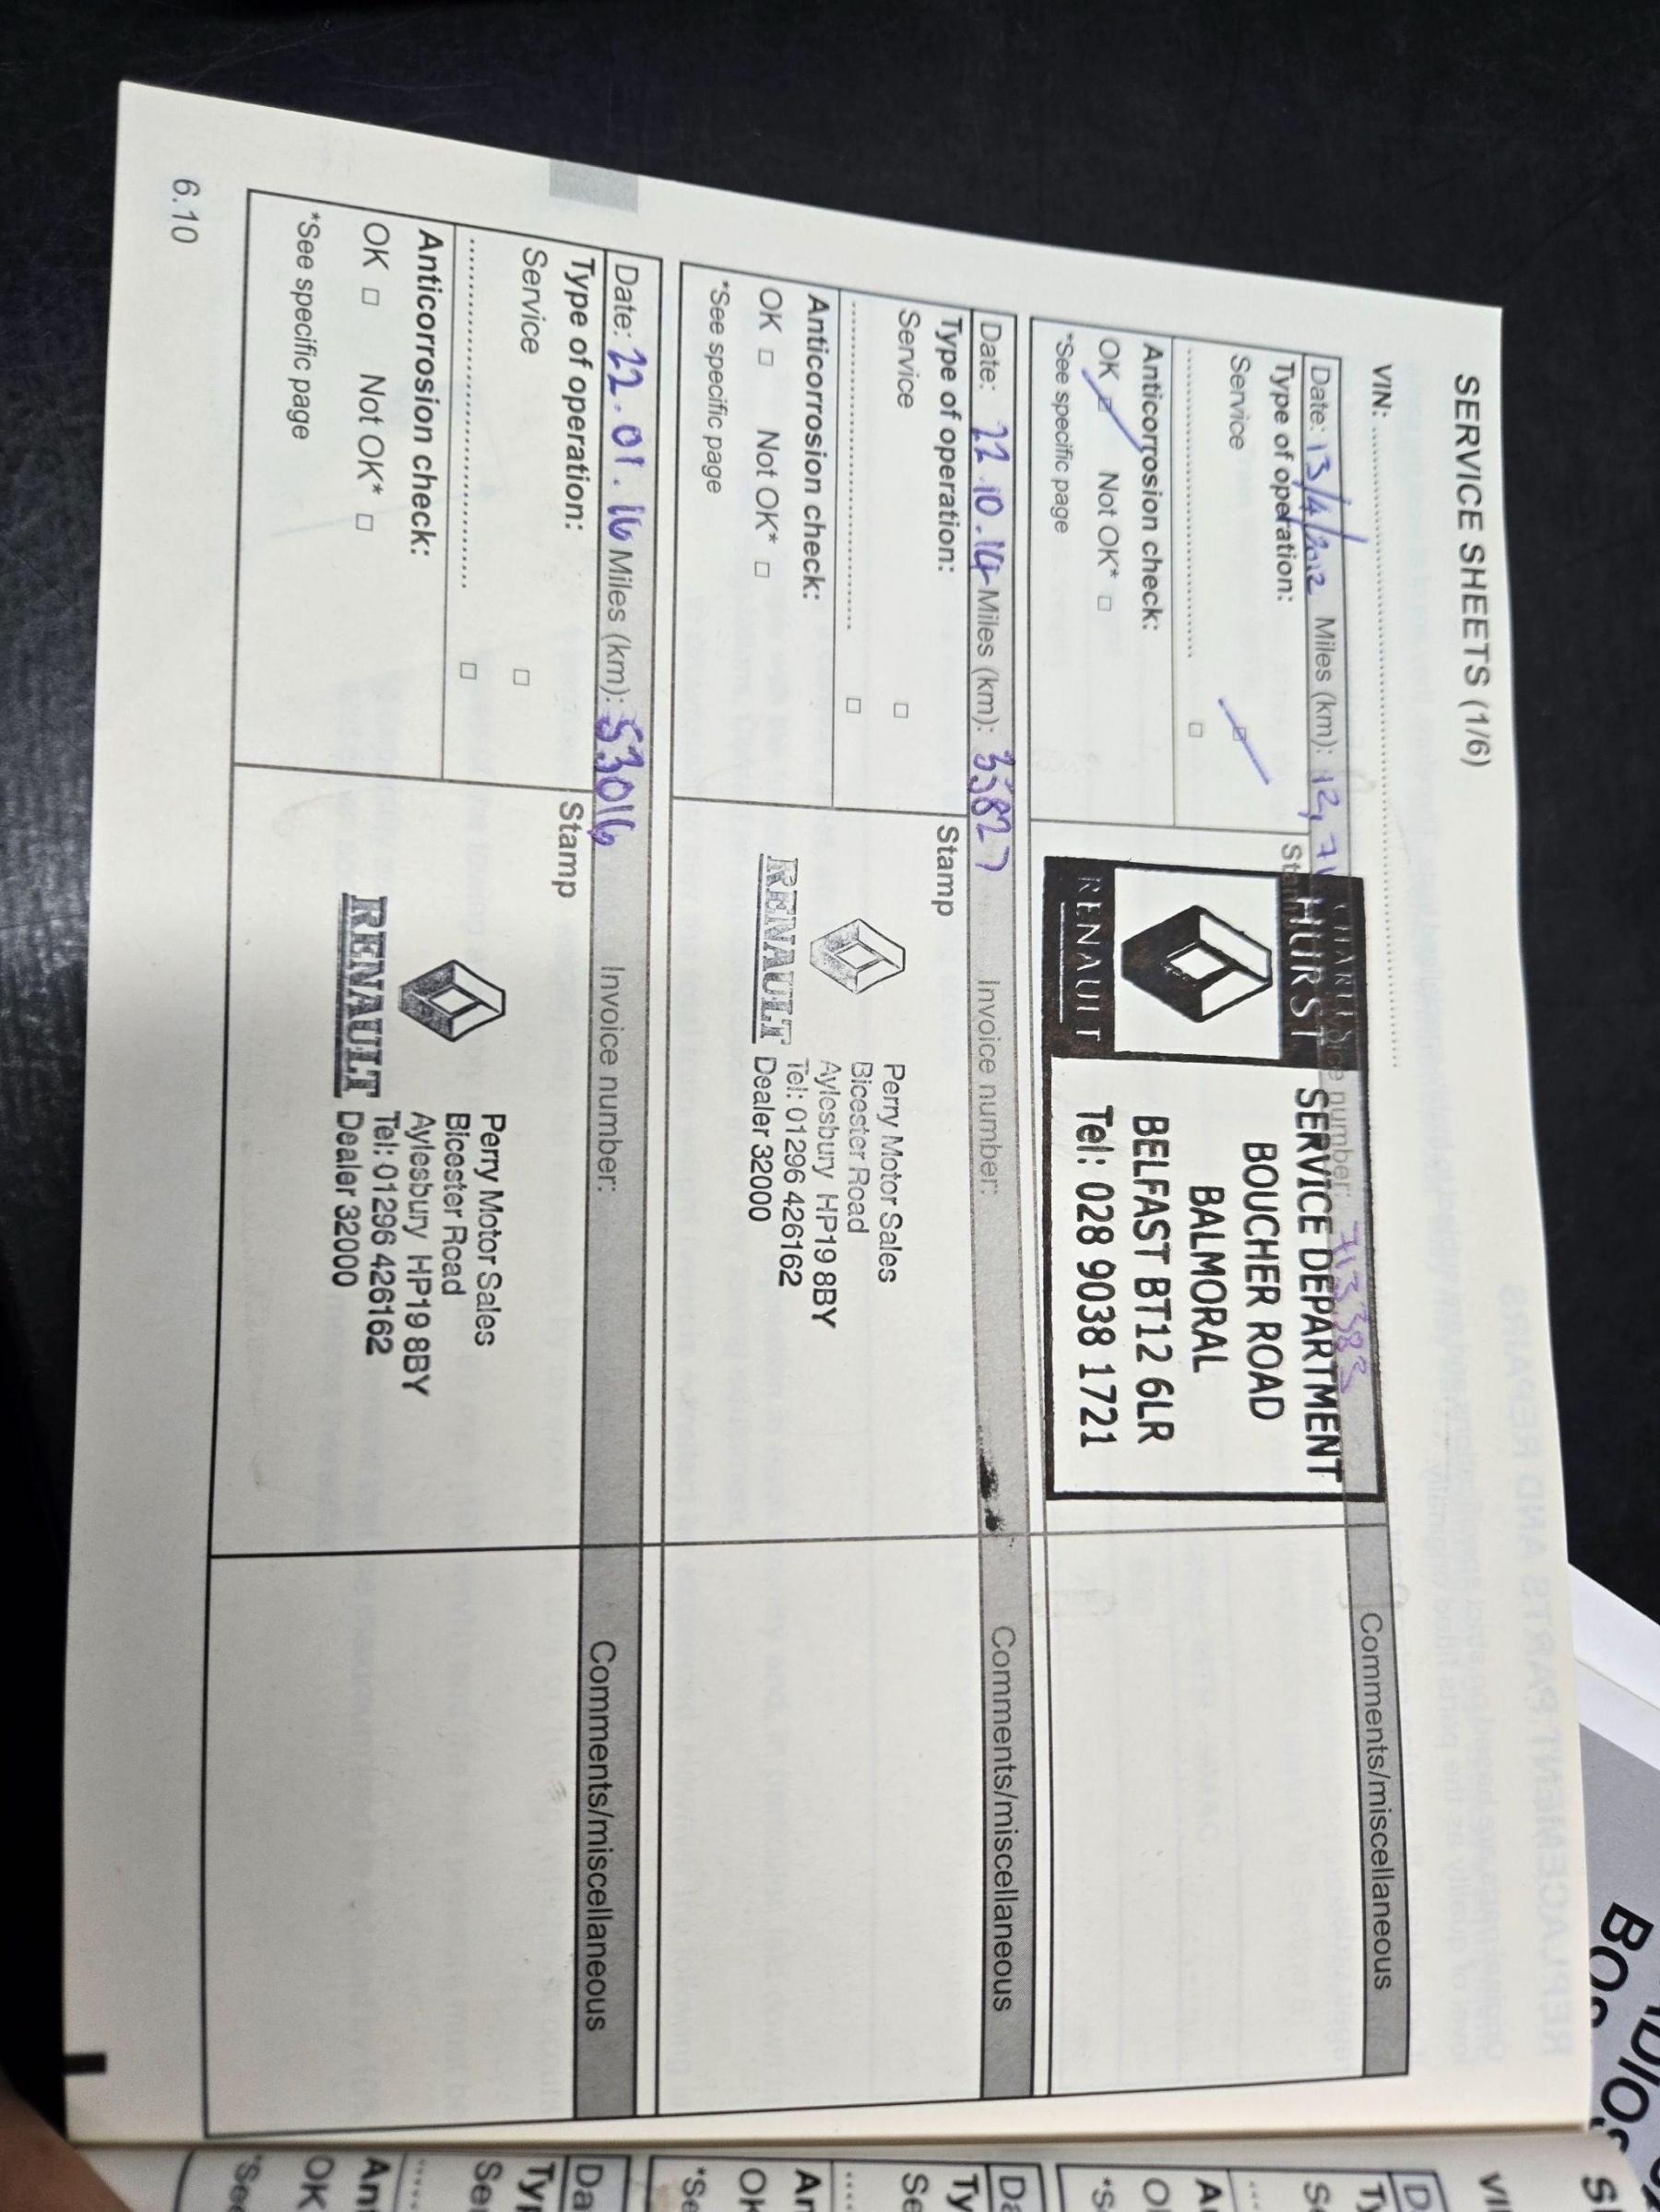 SERVICE SHEETS (1/6)
VIN:
Date: 13/4/2012 Miles (km): 12, Invoice number: 713383 Comments/miscellaneous
Type of operation:
Service
Anticorrosion check:
OK Not OK*
*See specific page
CHARLES
HURST
RENAULT
SERVICE DEPARTMENT
BOUCHER ROAD
BALMORAL
BELFAST BT12 6LR
Tel: 028 9038 1721
Date: 22.10.14 Miles (km): 33827 Invoice number: Comments/miscellaneous
Type of operation: Stamp
Service
Anticorrosion check:
OK Not OK*
*See specific page
RENAULT
Perry Motor Sales
Bicester Road
Aylesbury HP19 8BY
Tel: 01296 426162
Dealer 32000
Date: 22.01.16 Miles (km): 53016 Invoice number: Comments/miscellaneous
Type of operation: Stamp
Service
Anticorrosion check:
OK Not OK*
*See specific page
RENAULT
Perry Motor Sales
Bicester Road
Aylesbury HP19 8BY
Tel: 01296 426162
Dealer 32000
6.10